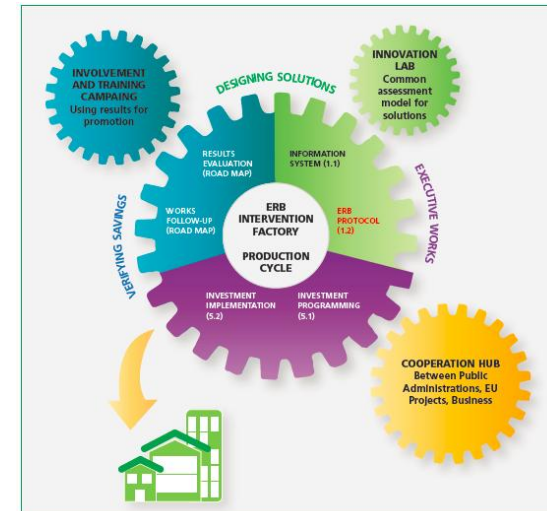 INVOLVEMENT
AND TRAINING
CAMPAING
Using results for
promotion
DESIGNING SOLUTIONS
INNOVATION
LAB
Common
assessment
model for
solutions
RESULTS
EVALUATION
(ROAD MAP)
INFORMATION
SYSTEM (1.1)
WORKS
FOLLOW-UP
(ROAD MAP)
ERB
INTERVENTION
FACTORY
PRODUCTION
CYCLE
ERB
PROTOCOL
(1.2)
VERIFYING SAVINGS
EXECUTIVE WORKS
INVESTMENT
IMPLEMENTATION
(5.2)
INVESTMENT
PROGRAMMING
(5.1)
COOPERATION HUB
Between Public
Administrations, EU
Projects, Business